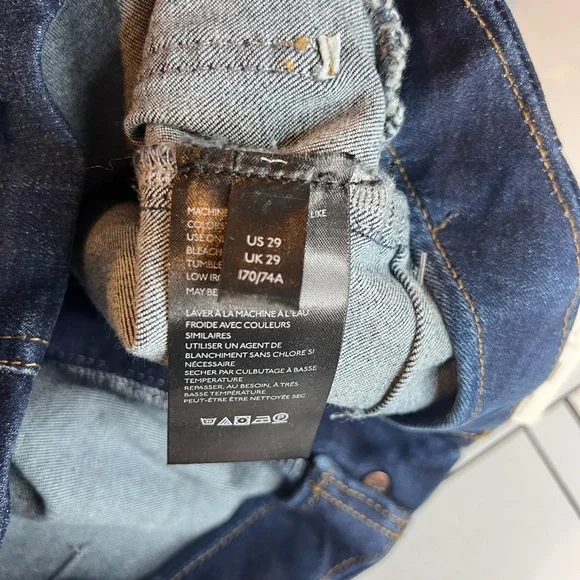 MACHINE
LIKE
COLORS
USE ONL
BLEACH
TUMBLE
LOW IRO
MAY BE
US 29
UK 29
170/74A
LAVER À LA MACHINE À L'EAU
FROIDE AVEC COULEURS
SIMILAIRES
UTILISER UN AGENT DE
BLANCHIMENT SANS CHLORE SI
NÉCESSAIRE
SECHER PAR CULBUTAGE À BASSE
TEMPERATURE
REPASSER, AU BESOIN, À TRÈS
BASSE TEMPÉRATURE
PEUT-ÊTRE ÊTRE NETTOYÉE SEC